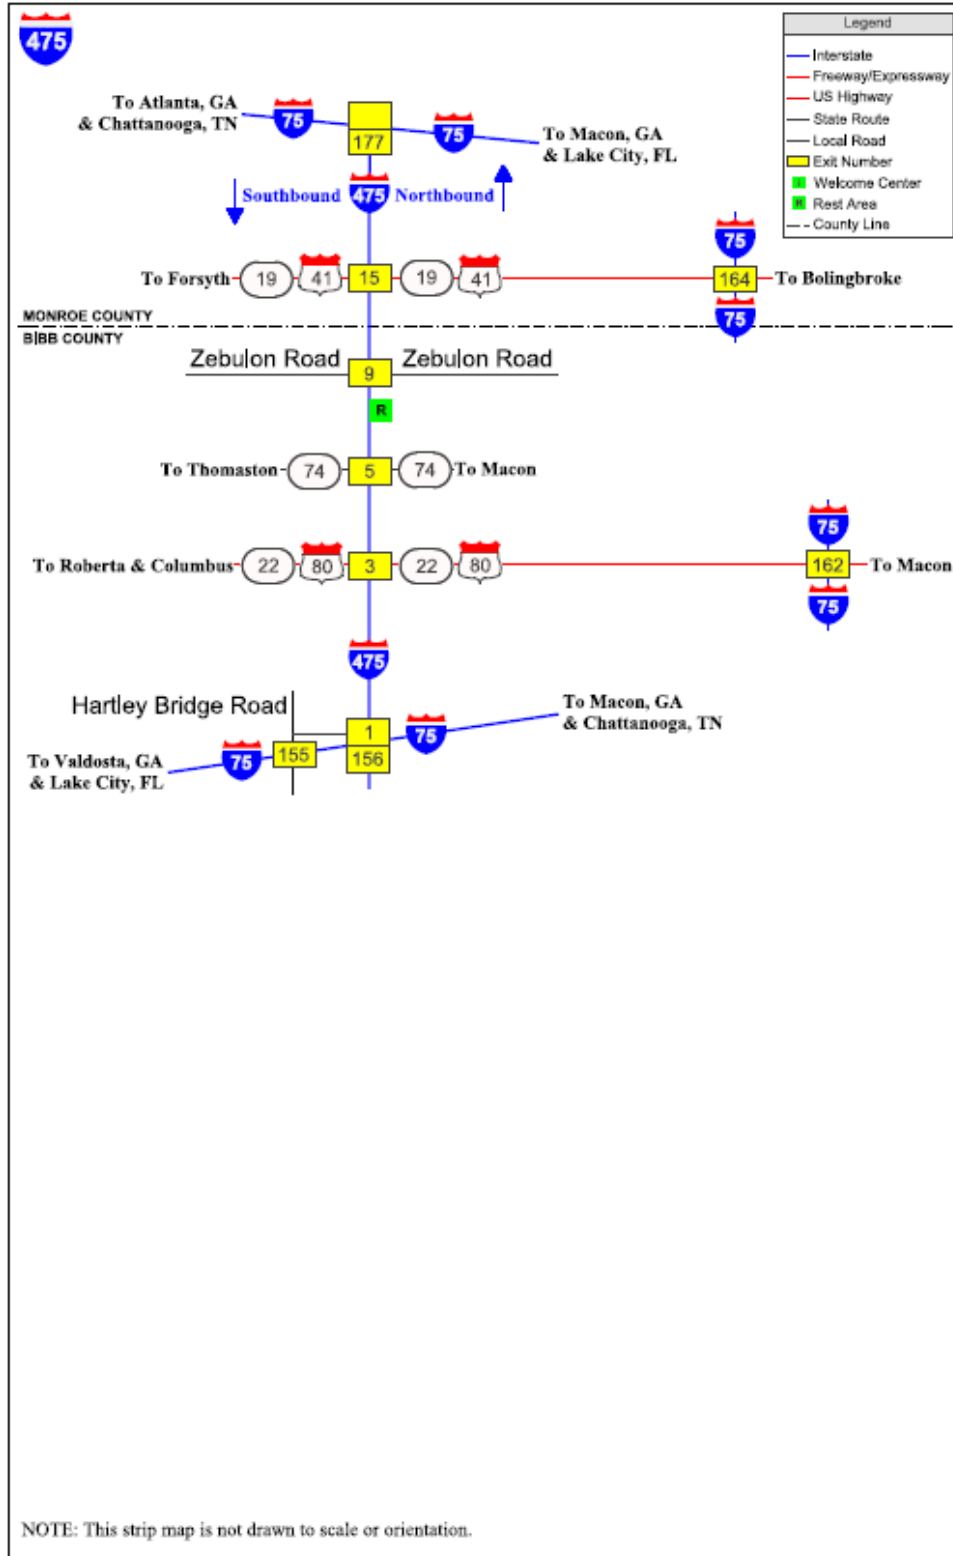 475
Legend
Interstate
Freeway/Expressway
US Highway
State Route
Local Road
Exit Number
Welcome Center
R Rest Area
County Line
To Atlanta, GA
& Chattanooga, TN
75
177
75
To Macon, GA
& Lake City, FL
Southbound
475
Northbound
To Forsyth
19
41
15
19
41
75
164
75
To Bolingbroke
MONROE COUNTY
BIBB COUNTY
Zebulon Road
9
Zebulon Road
R
To Thomaston
74
5
74
To Macon
To Roberta & Columbus
22
80
3
22
80
75
162
75
To Macon
475
Hartley Bridge Road
1
156
155
75
75
To Macon, GA
& Chattanooga, TN
To Valdosta, GA
& Lake City, FL
NOTE: This strip map is not drawn to scale or orientation.